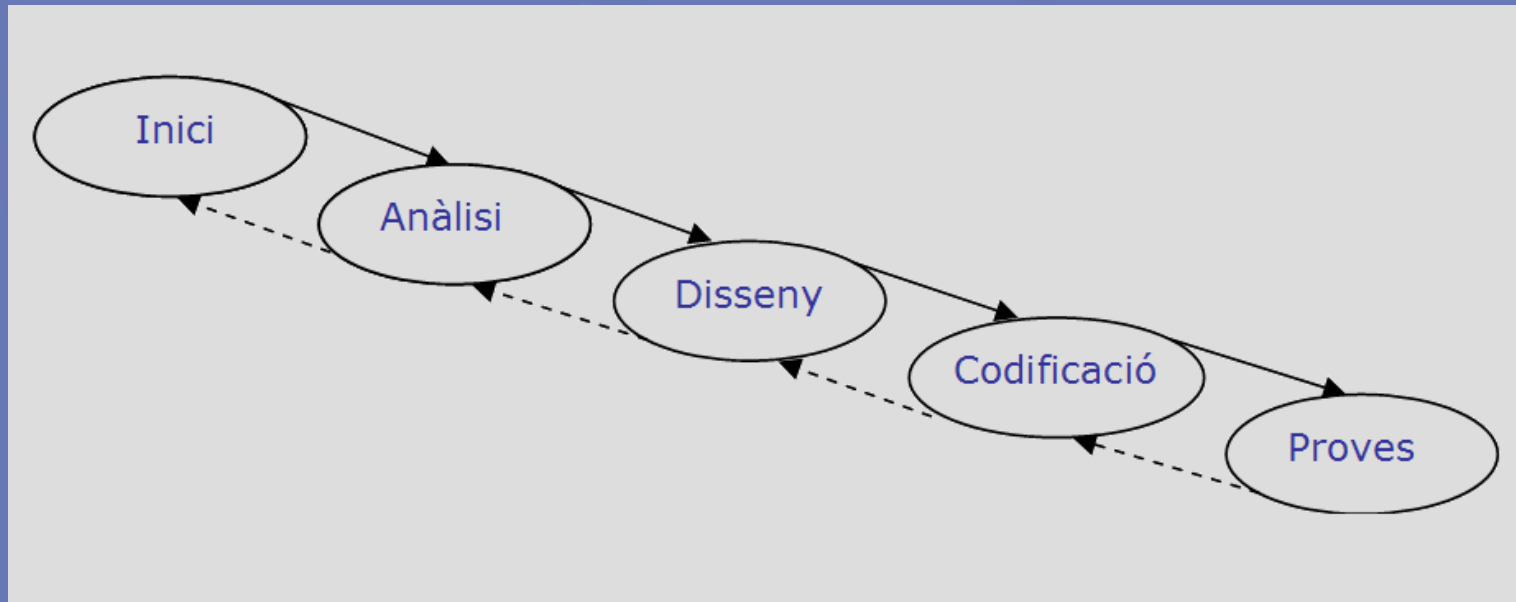 Inici
Anàlisi
Disseny
Codificació
Proves